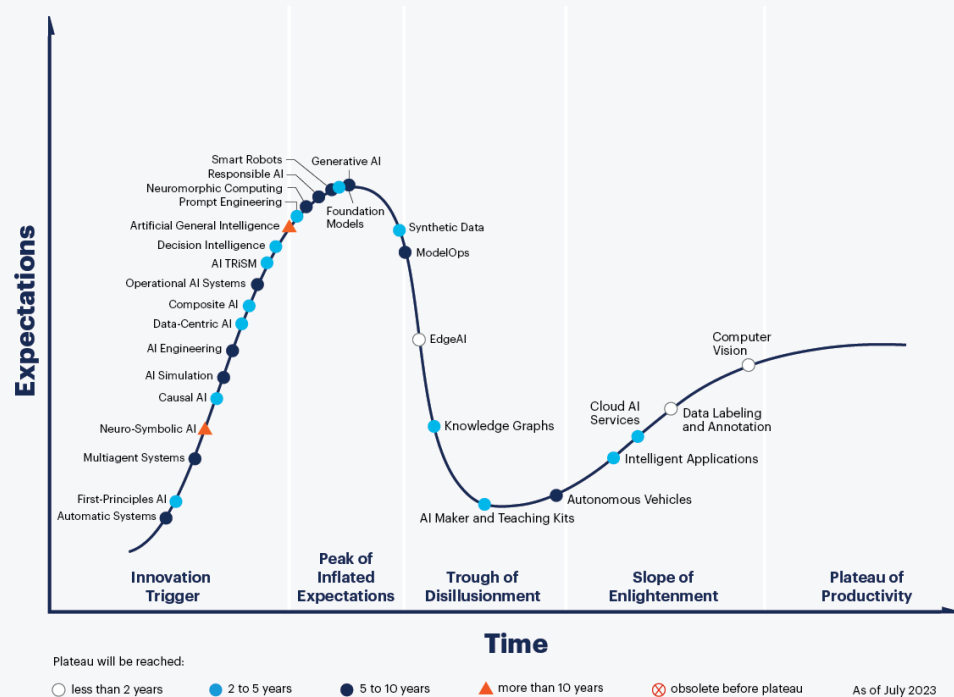 Expectations
Smart Robots
Generative AI
Responsible AI
Neuromorphic Computing
Prompt Engineering
Foundation
Models
Artificial General Intelligence
Synthetic Data
Decision Intelligence
ModelOps
AI TRiSM
Operational AI Systems
Composite AI
Data-Centric AI
EdgeAI
Computer
Vision
AI Engineering
AI Simulation
Causal AI
Cloud AI
Services
Data Labeling
and Annotation
Neuro-Symbolic AI
Knowledge Graphs
Multiagent Systems
Intelligent Applications
First-Principles AI
Autonomous Vehicles
Automatic Systems
AI Maker and Teaching Kits
Innovation
Trigger
Peak of
Inflated
Expectations
Trough of
Disillusionment
Slope of
Enlightenment
Plateau of
Productivity
Time
Plateau will be reached:
less than 2 years
2 to 5 years
5 to 10 years
more than 10 years
obsolete before plateau
As of July 2023